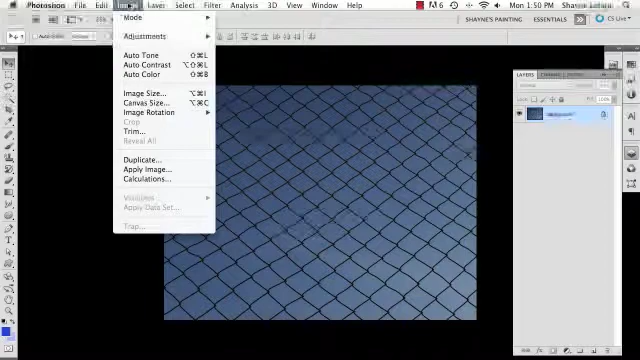 Photoshop File Edit Image Layer Select Filter Analysis 3D View Window Mon 1:50 PM
SHAYNE'S PAINTING ESSENTIALS CS Live
Mode
Adjustments
Auto Tone ⇧⌘L
Auto Contrast ⌥⇧⌘L
Auto Color ⇧⌘B
Image Size... ⌥⌘I
Canvas Size... ⌥⌘C
Image Rotation
Crop
Trim...
Reveal All
Duplicate...
Apply Image...
Calculations...
Variables
Apply Data Set...
Trap...
LAYERS
100%